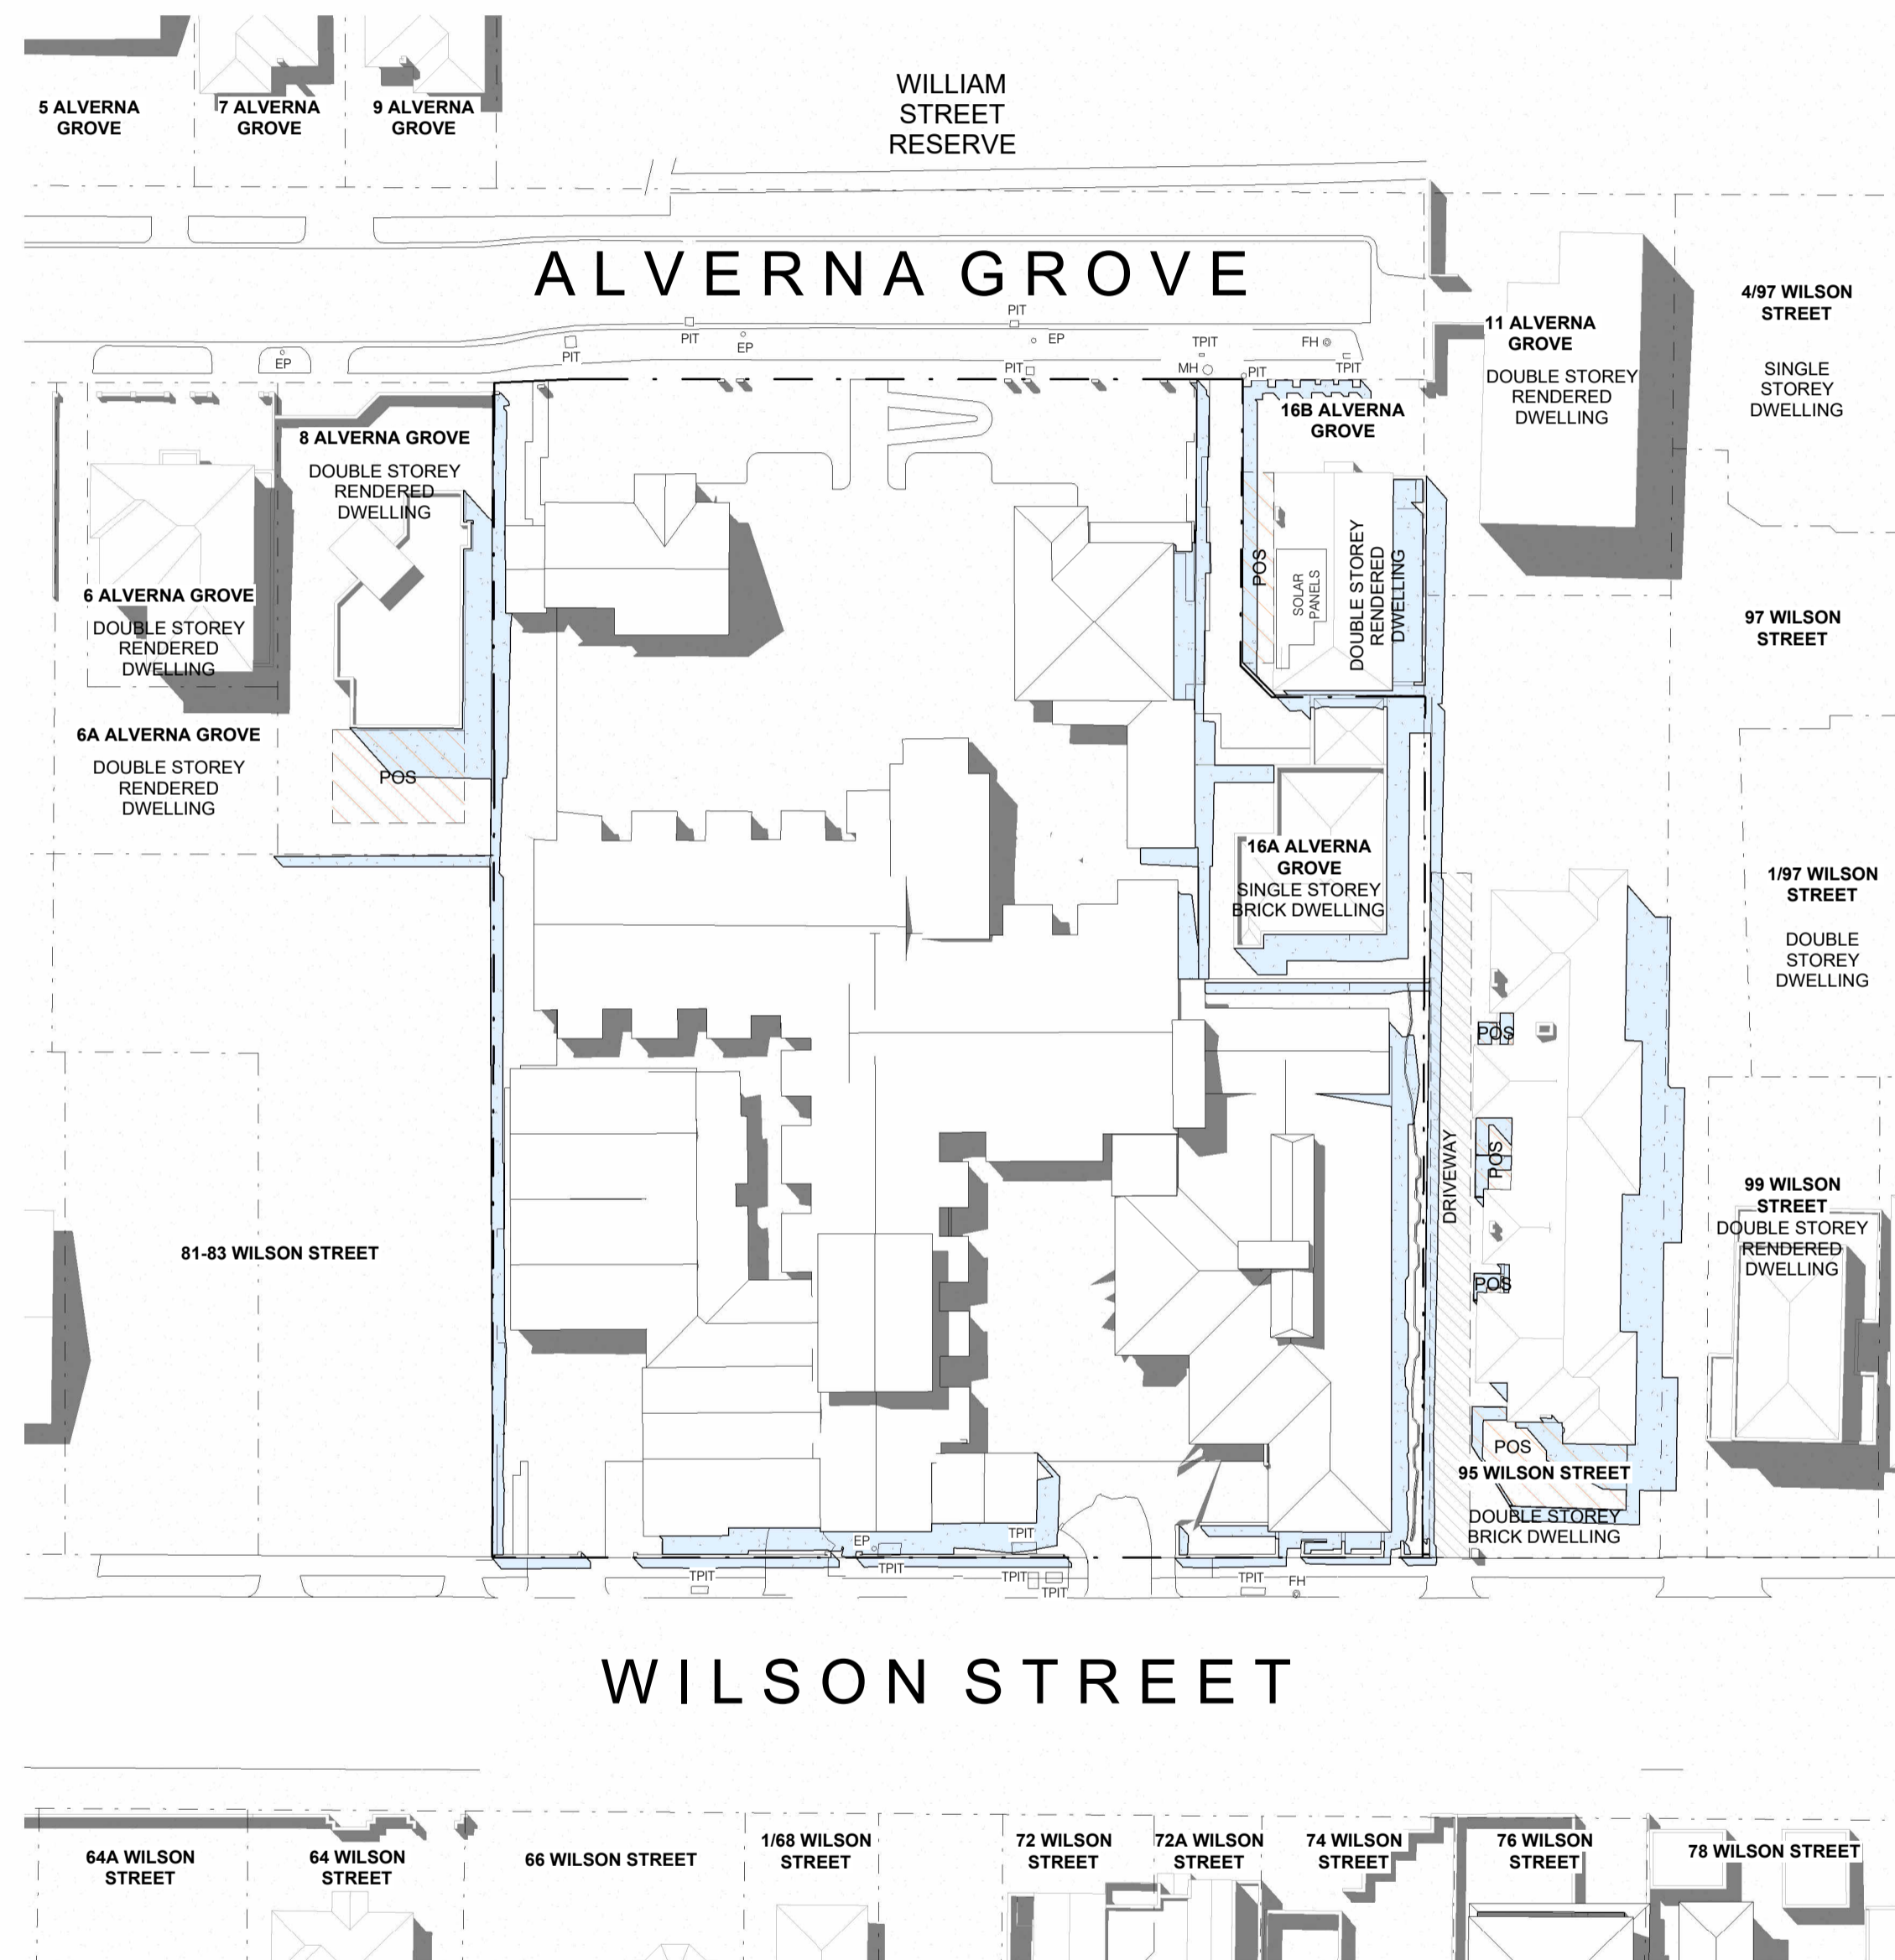 WILLIAM
STREET
RESERVE
5 ALVERNA
GROVE
7 ALVERNA
GROVE
9 ALVERNA
GROVE
ALVERNA GROVE
PIT
PIT
EP
EP
PIT
EP
PIT
TPIT
MH
PIT
FH
TPIT
11 ALVERNA
GROVE
DOUBLE STOREY
RENDERED
DWELLING
4/97 WILSON
STREET
SINGLE
STOREY
DWELLING
8 ALVERNA GROVE
DOUBLE STOREY
RENDERED
DWELLING
16B ALVERNA
GROVE
POS
SOLAR
PANELS
DOUBLE STOREY
RENDERED
DWELLING
6 ALVERNA GROVE
DOUBLE STOREY
RENDERED
DWELLING
97 WILSON
STREET
6A ALVERNA GROVE
DOUBLE STOREY
RENDERED
DWELLING
POS
16A ALVERNA
GROVE
SINGLE STOREY
BRICK DWELLING
1/97 WILSON
STREET
DOUBLE
STOREY
DWELLING
POS
DRIVEWAY
POS
POS
99 WILSON
STREET
DOUBLE STOREY
RENDERED
DWELLING
81-83 WILSON STREET
POS
95 WILSON STREET
DOUBLE STOREY
BRICK DWELLING
EP
TPIT
TPIT
TPIT
TPIT
TPIT
TPIT
FH
WILSON STREET
64A WILSON
STREET
64 WILSON
STREET
66 WILSON STREET
1/68 WILSON
STREET
72 WILSON
STREET
72A WILSON
STREET
74 WILSON
STREET
76 WILSON
STREET
78 WILSON STREET